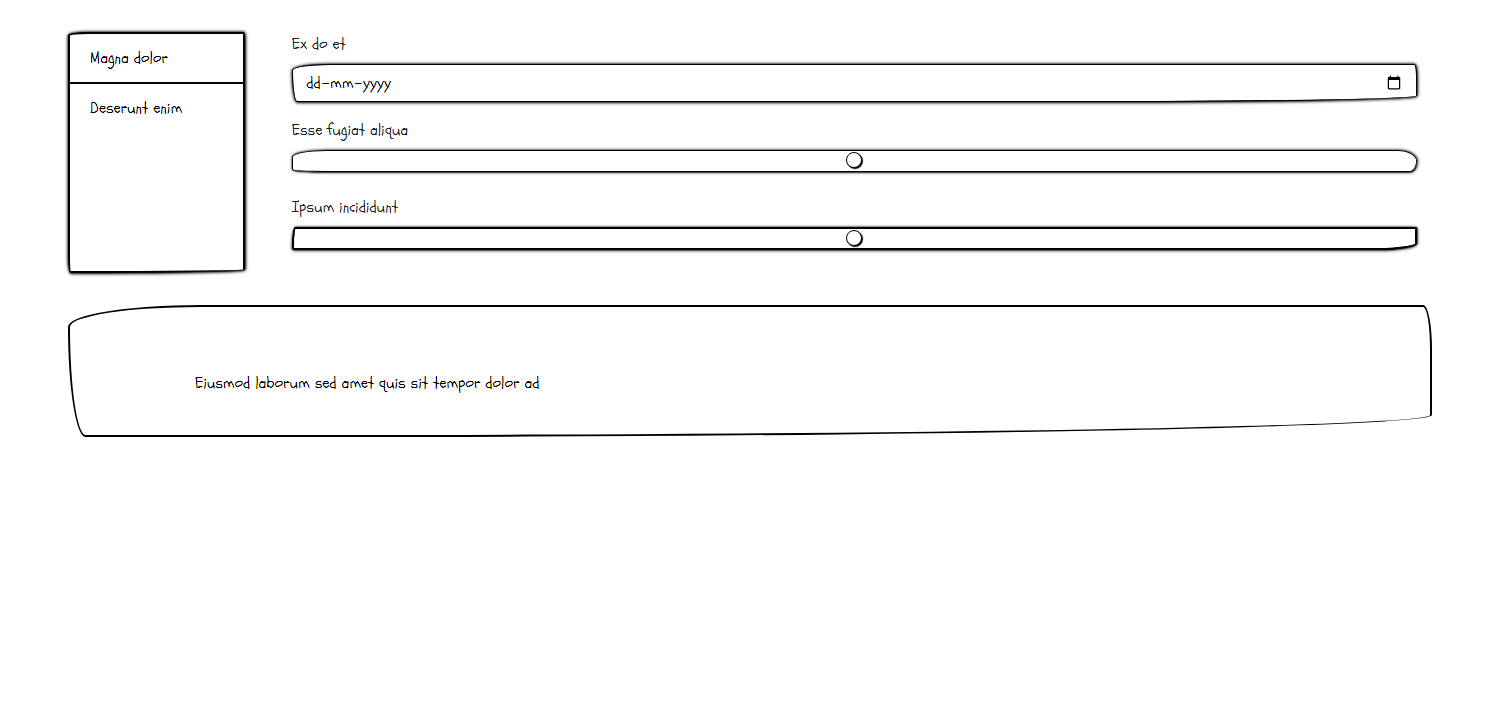 Magna dolor
Deserunt enim
Ex do et
dd-mm-yyyy
Esse fugiat aliqua
Ipsum incididunt
Eiusmod laborum sed amet quis sit tempor dolor ad